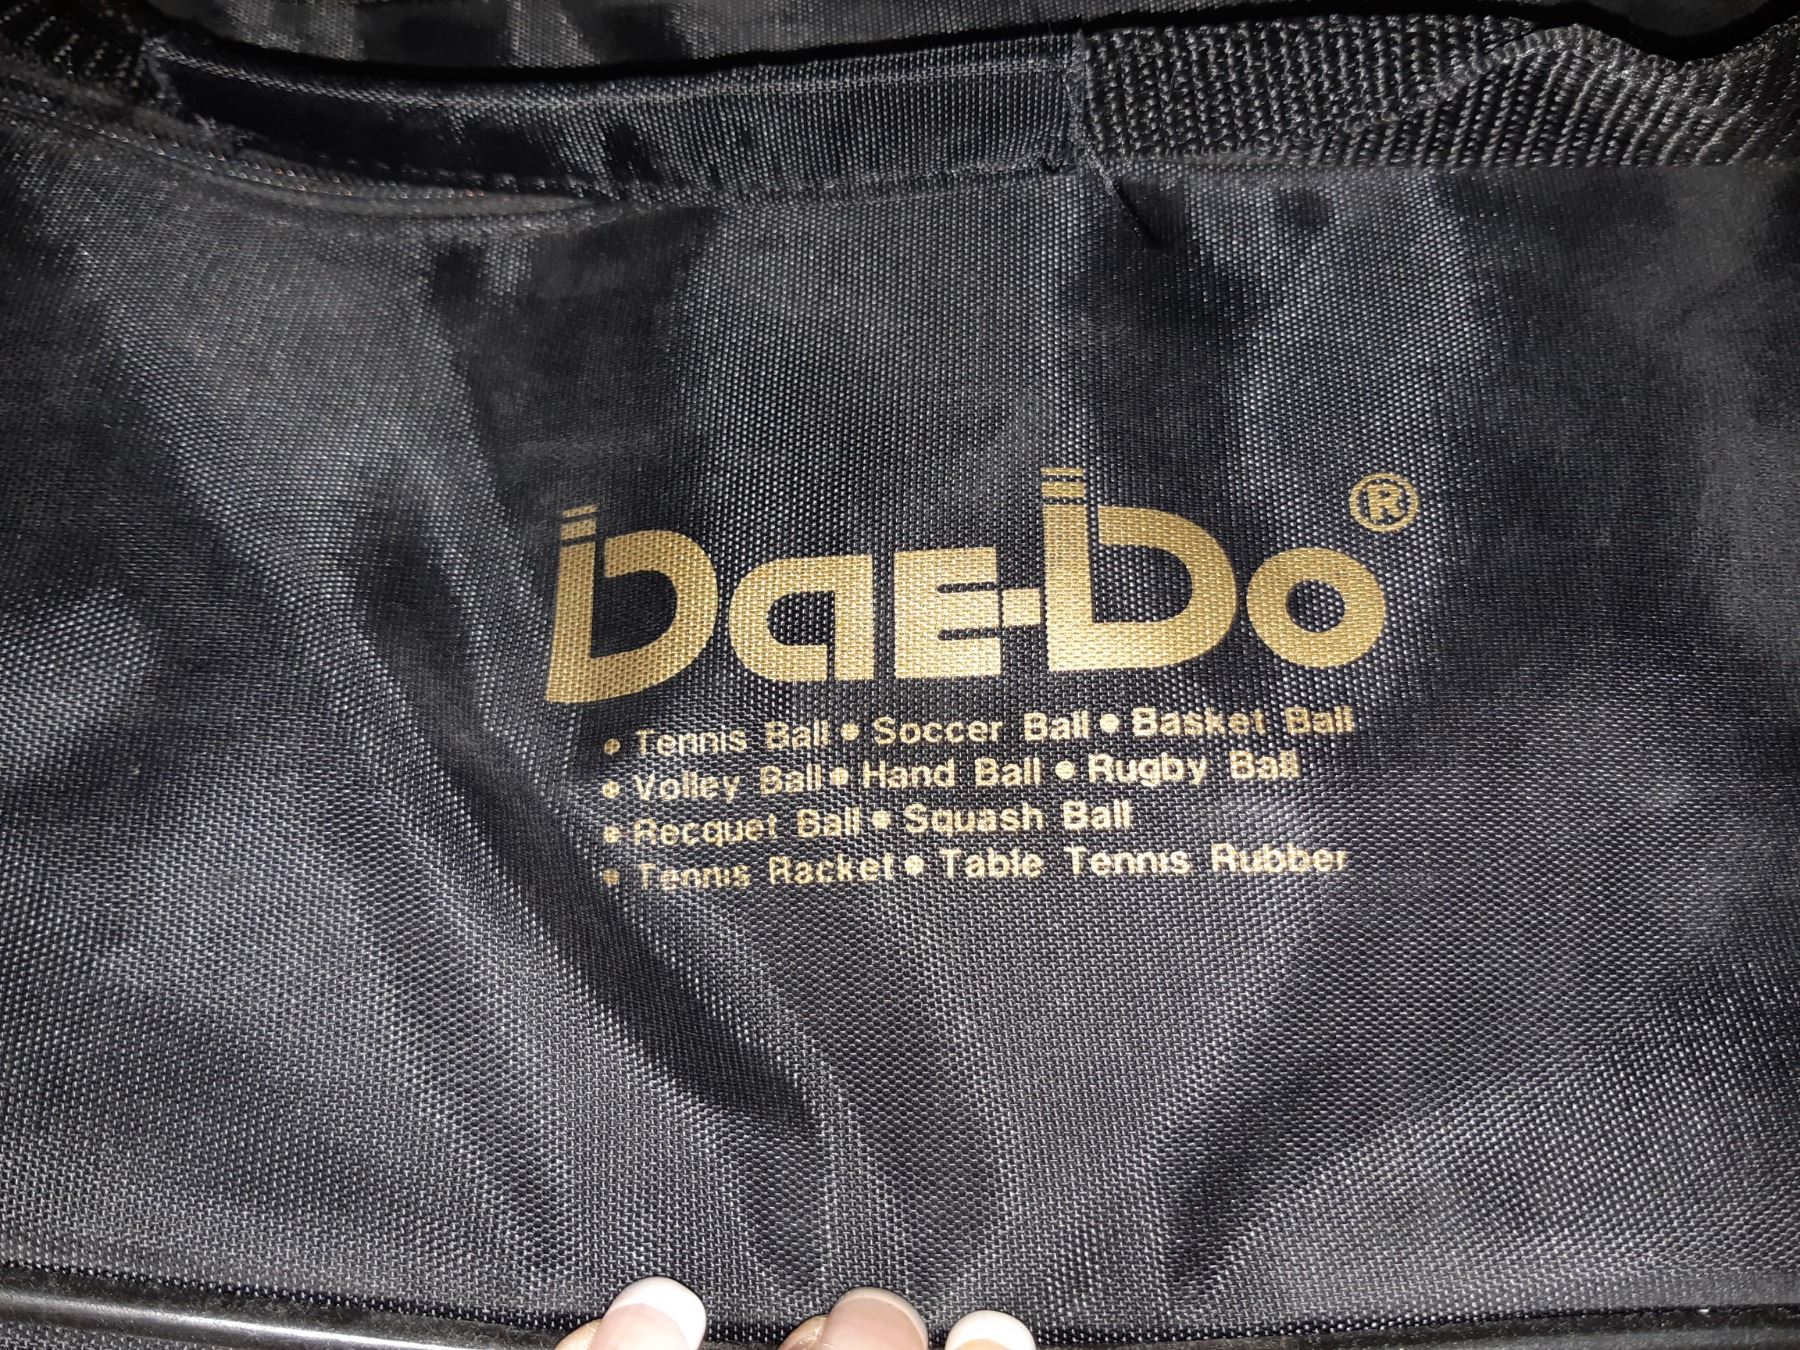 Dae-Do®
• Tennis Ball • Soccer Ball • Basket Ball
• Volley Ball • Hand Ball • Rugby Ball
• Recquet Ball • Squash Ball
• Tennis Racket • Table Tennis Rubber